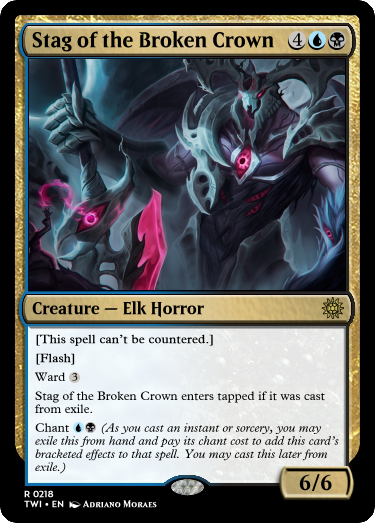 Stag of the Broken Crown 4
Creature — Elk Horror
[This spell can't be countered.]
[Flash]
Ward 3
Stag of the Broken Crown enters tapped if it was cast
from exile.
Chant (As you cast an instant or sorcery, you may
exile this from hand and pay its chant cost to add this card's
bracketed effects to that spell. You may cast this later from
exile.)
6/6
R 0218
TWI • EN Adriano Moraes